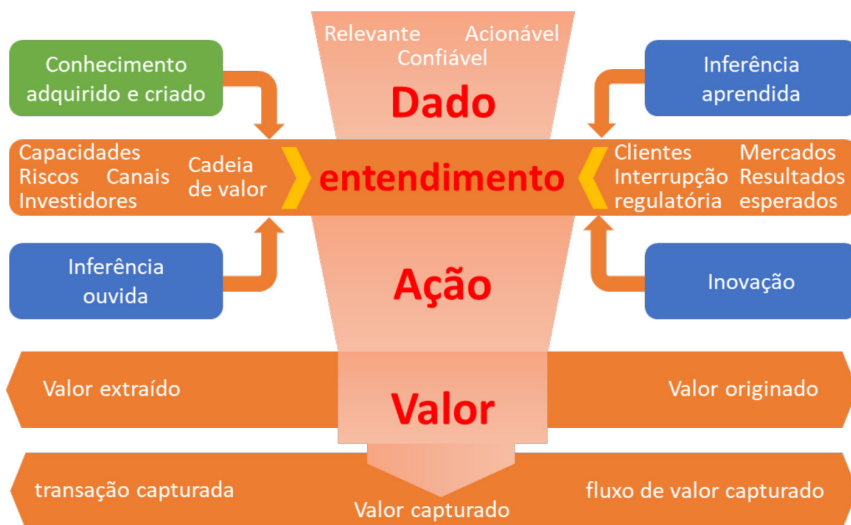 Relevante Acionável
Confiável
Dado
Conhecimento
adquirido e criado
Inferência
aprendida
Capacidades
Riscos Canais
Investidores
Cadeia
de valor
entendimento
Clientes Mercados
Interrupção Resultados
regulatória esperados
Inferência
ouvida
Ação
Inovação
Valor extraído
Valor
Valor originado
transação capturada
Valor capturado
fluxo de valor capturado